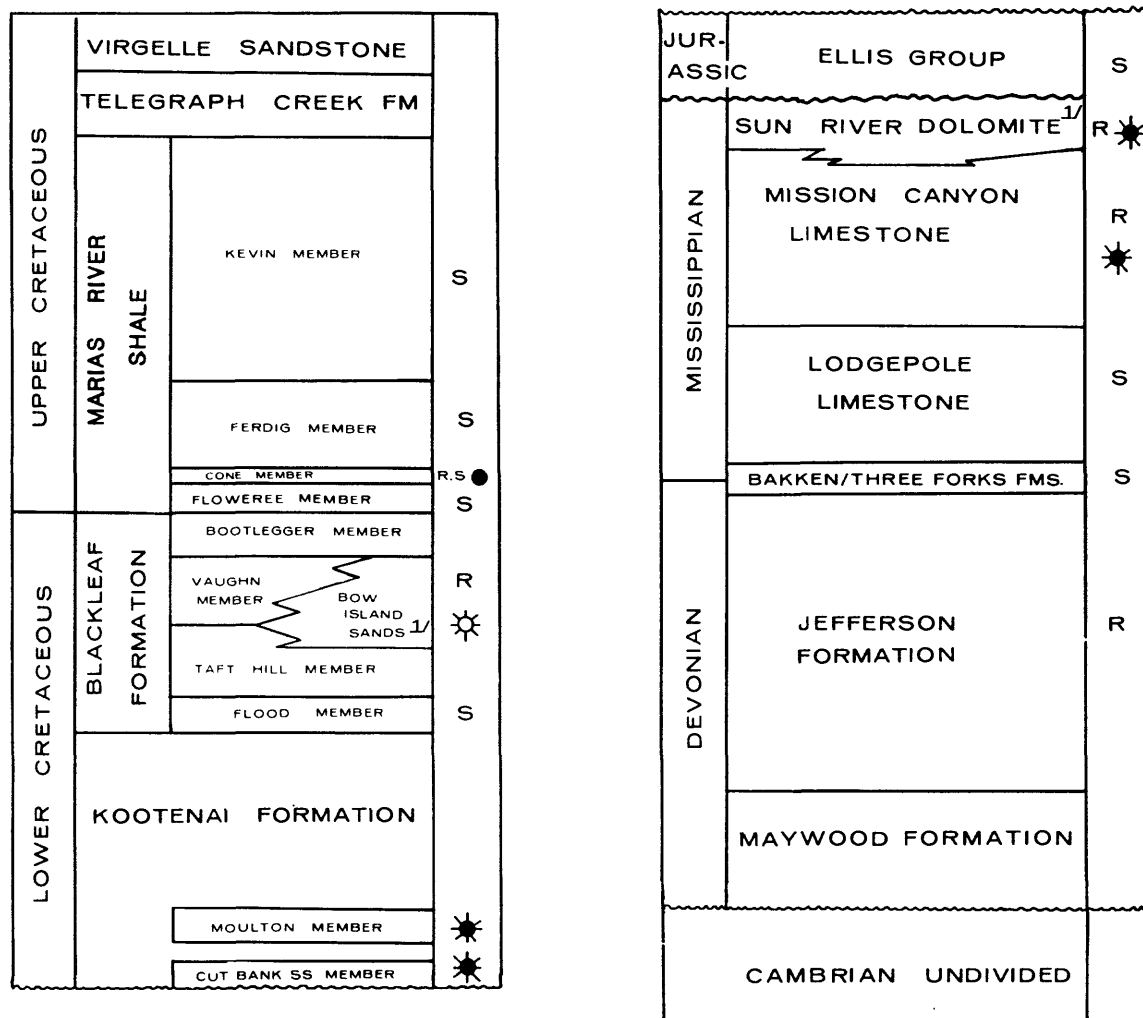 VIRGELLE SANDSTONE
TELEGRAPH CREEK FM
UPPER CRETACEOUS
MARIAS RIVER
SHALE
KEVIN MEMBER
S
FERDIG MEMBER
S
CONE MEMBER
R.S
FLOWEREE MEMBER
S
LOWER CRETACEOUS
BLACKLEAF
FORMATION
BOOTLEGGER MEMBER
VAUGHN
MEMBER
R
BOW
ISLAND
SANDS 1/
TAFT HILL MEMBER
FLOOD MEMBER
S
KOOTENAI FORMATION
MOULTON MEMBER
CUT BANK SS MEMBER
JUR-
ASSIC
ELLIS GROUP
S
MISSISSIPPIAN
SUN RIVER DOLOMITE 1/
R
MISSION CANYON
LIMESTONE
R
LODGEPOLE
LIMESTONE
S
BAKKEN/THREE FORKS FMS.
S
DEVONIAN
JEFFERSON
FORMATION
R
MAYWOOD FORMATION
CAMBRIAN UNDIVIDED